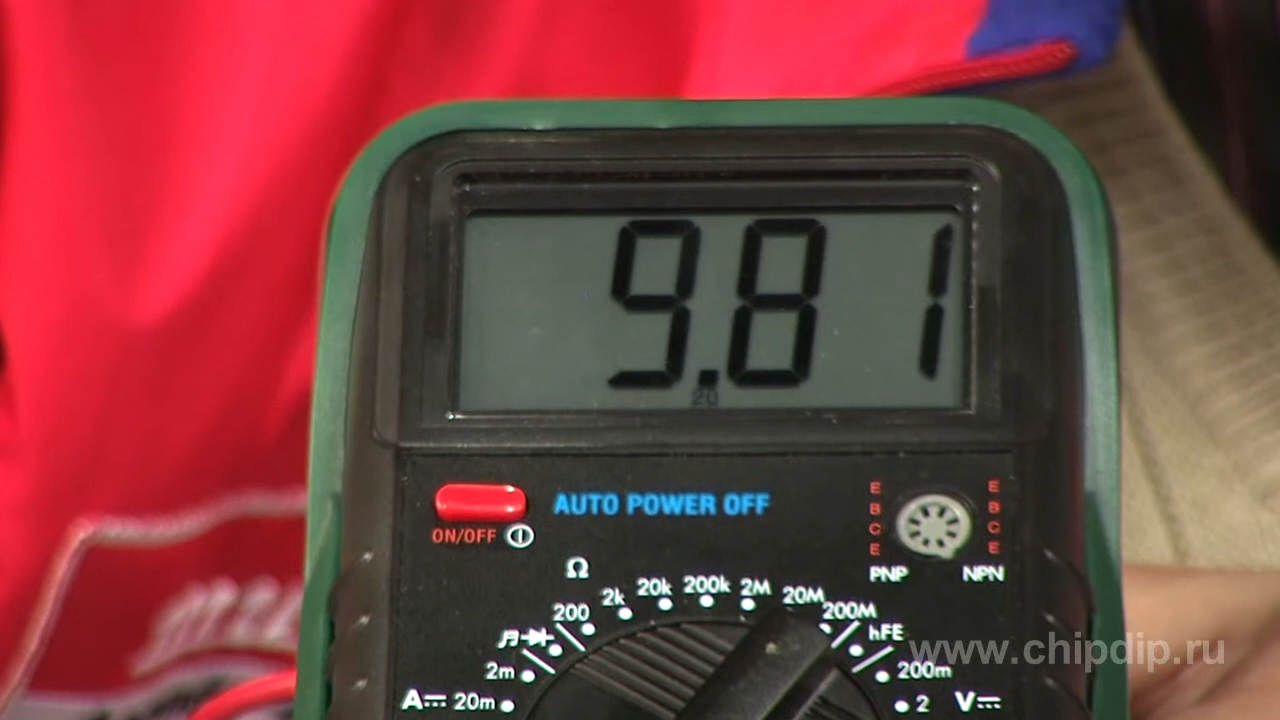 9.81
20
AUTO POWER OFF
ON/OFF
E E
B B
C C
E E
PNP NPN
Ω
2k 20k 200k 2M 20M
200 200M
hFE
2m 200m
A 20m 2 V
www.chipdip.ru